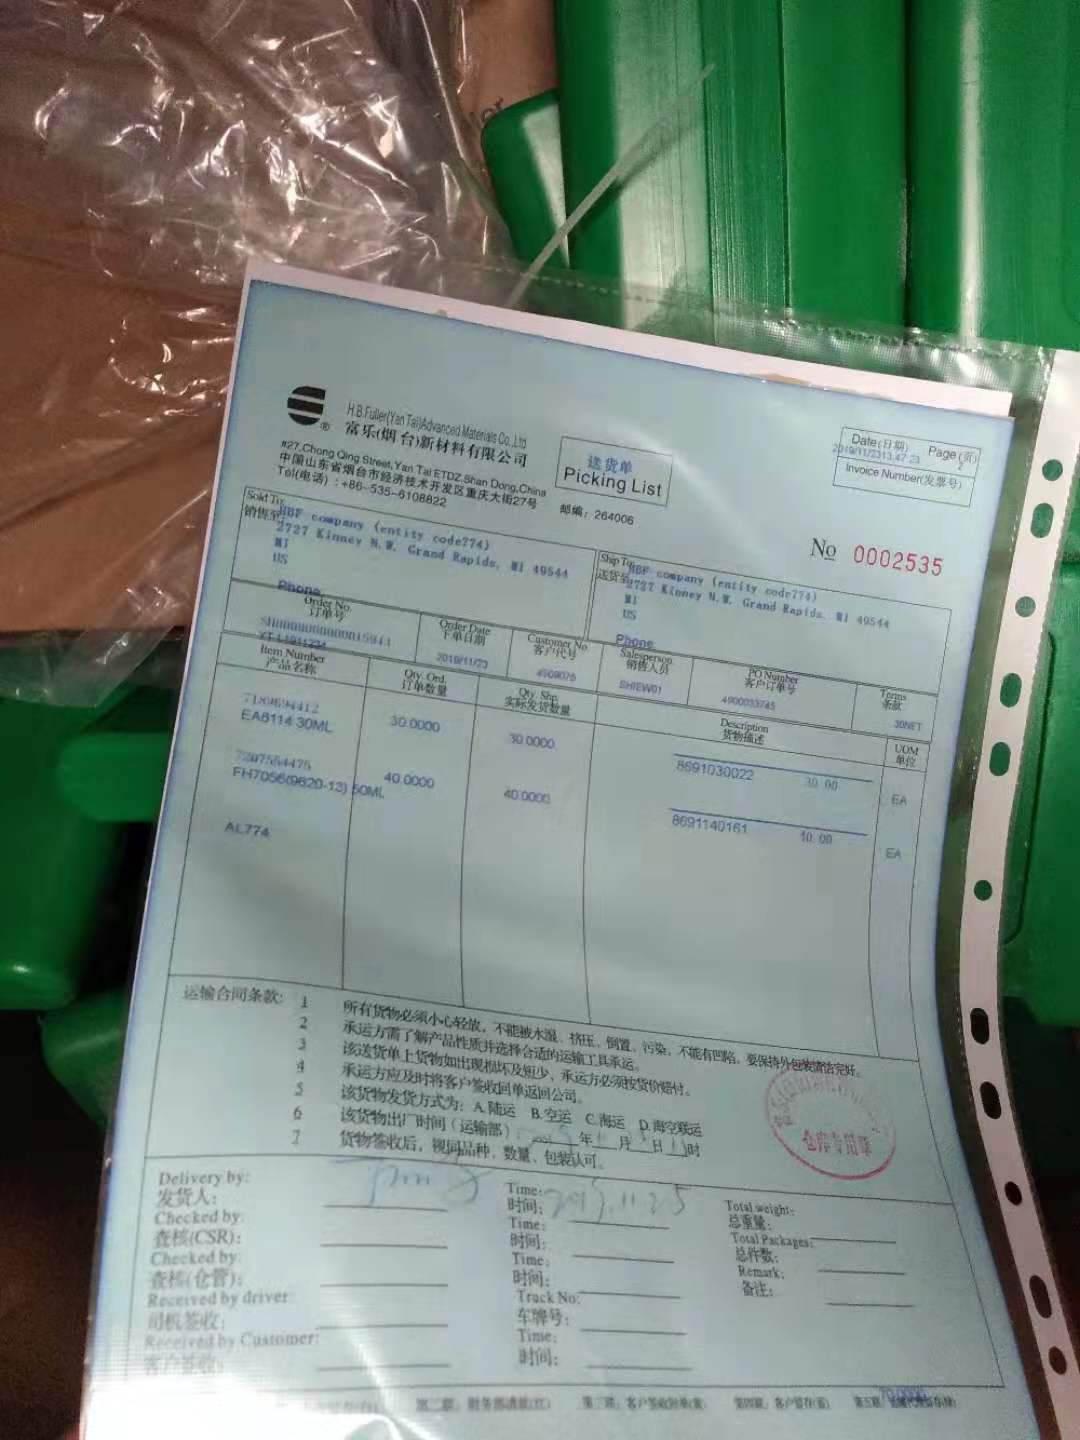 H.B.Fuller(Yan Tai)Advanced Materials Co.,Ltd
富乐(烟台)新材料有限公司
#27,Chong Qing Street,Yan Tai ETDZ,Shan Dong,China
中国山东省烟台市经济技术开发区重庆大街27号
Tel(电话)：+86-535-6108822
邮编：264006
送货单
Picking List
Date(日期) Page(页)
2019/11/23 13:47:23 2
Invoice Number(发票号)
No 0002535
Sold To:
销售至
HBF company (entity code774)
2727 Kinney N.W. Grand Rapids, MI 49544
MI
US
Phone
Ship To:
送货至
HBF company (entity code774)
2727 Kinney N.W. Grand Rapids, MI 49544
MI
US
Phone
Order No. Order Date Customer No. Salesperson PO Number Terms
订单号 下单日期 客户代号 销售人员 客户订单号 条款
2019/11/23 4909075 SHIEW01 4900033745 30NET
Item Number Qty. Ord. Qty. Shp. Description UOM
产品名称 订单数量 实际发货数量 货物描述 单位
EA6114 30ML 30.0000 30.0000 8691030022 30.00 EA
FH7056(9620-13) 50ML 40.0000 40.0000 8691140161 EA
AL774
运输合同条款:
1 所有货物必须小心轻放，不能被水湿、挤压、倒置、污染，不能有凹陷，要保持外包装清洁完好。
2 承运方需了解产品性质并选择合适的运输工具承运。
3 该送货单上货物如出现损坏及短少，承运方必须按货价赔付。
4 承运方应及时将客户签收回单返回公司。
5 该货物发货方式为：A.陆运 B.空运 C.海运 D.海空联运
6 该货物出厂时间（运输部） 年 月 日 时
7 货物签收后，视同品种、数量、包装认可。
仓库专用章
Delivery by: Time: 2019.11.25 Total weight:
发货人： 时间： 总重量：
Checked by: Time: Total Packages:
查核(CSR)： 时间： 总件数：
Checked by: Time: Remark:
查核(仓管)： 时间： 备注：
Received by driver: Truck No:
司机签收： 车牌号：
Received by Customer: Time:
客户签收： 时间：
70.0000